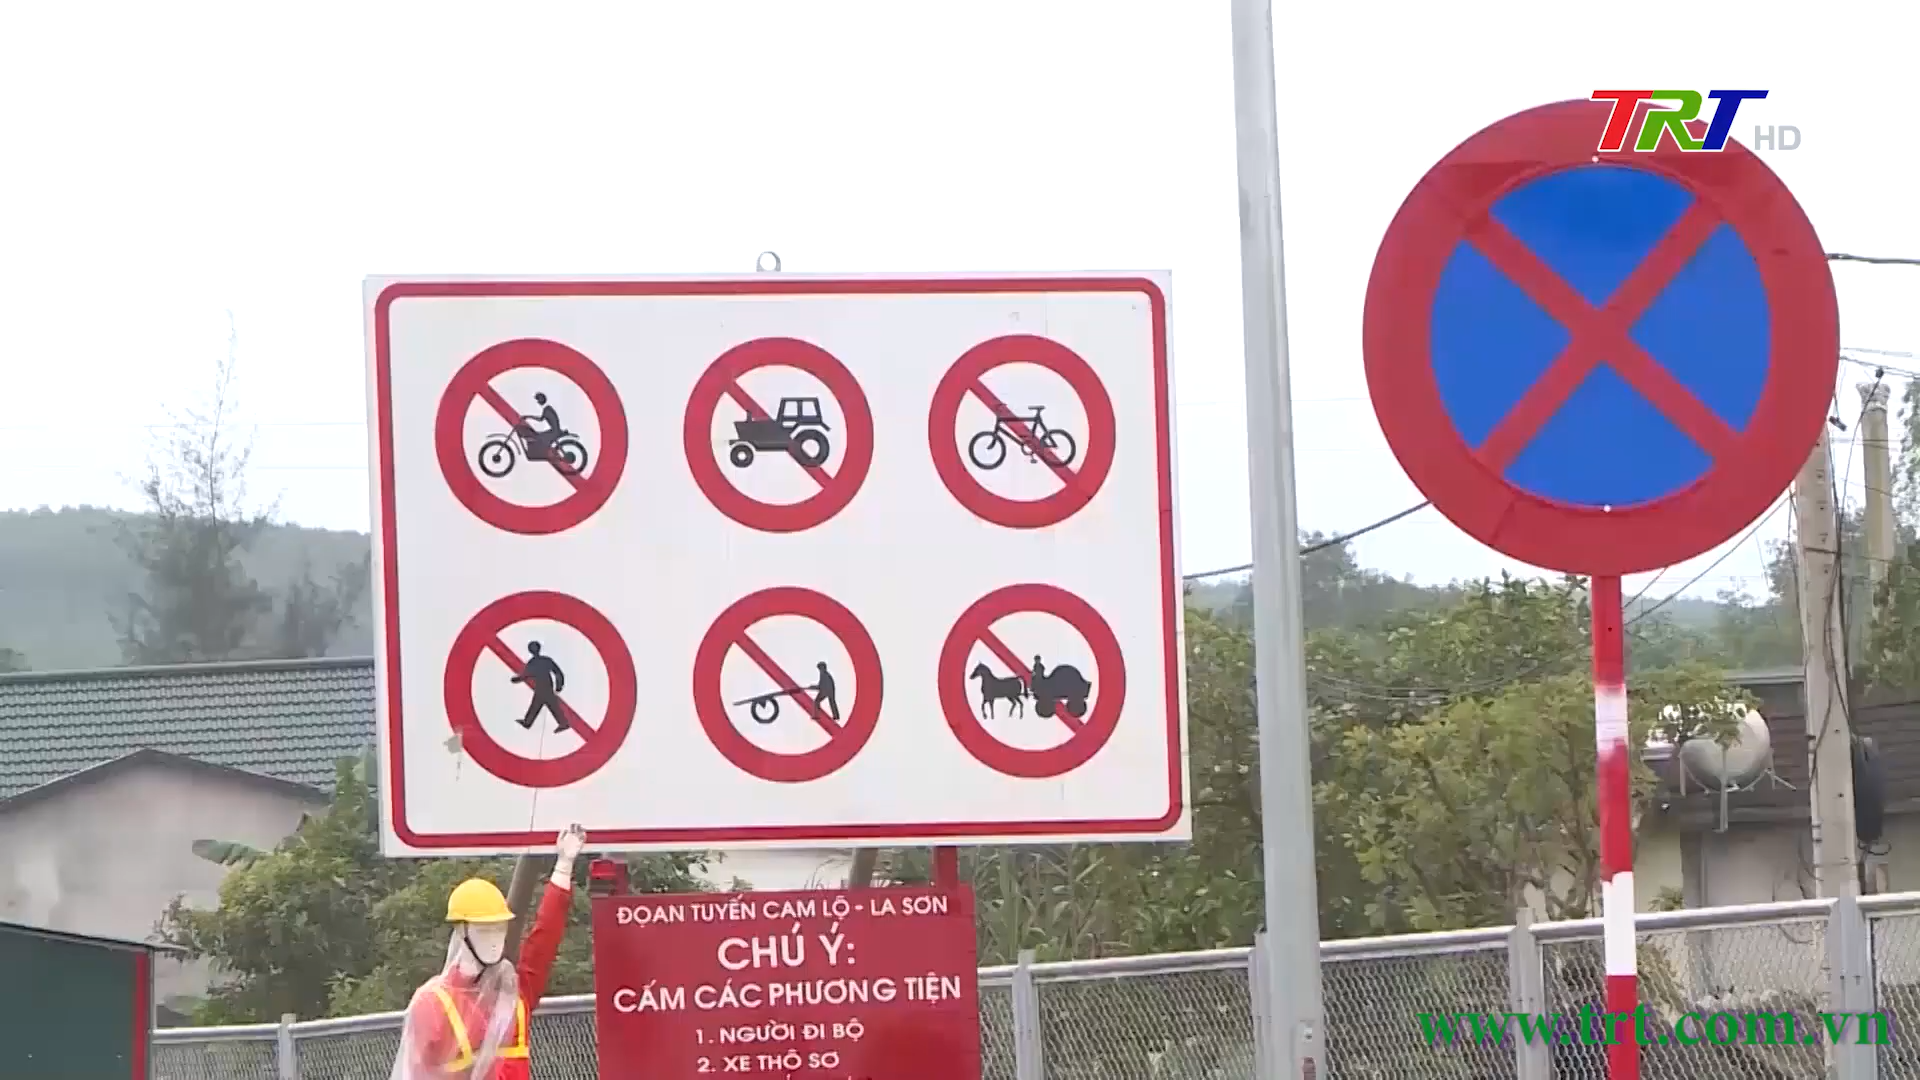 TRT HD
ĐOẠN TUYẾN CAM LỘ - LA SƠN
CHÚ Ý:
CẤM CÁC PHƯƠNG TIỆN
1. NGƯỜI ĐI BỘ
2. XE THÔ SƠ
www.trt.com.vn